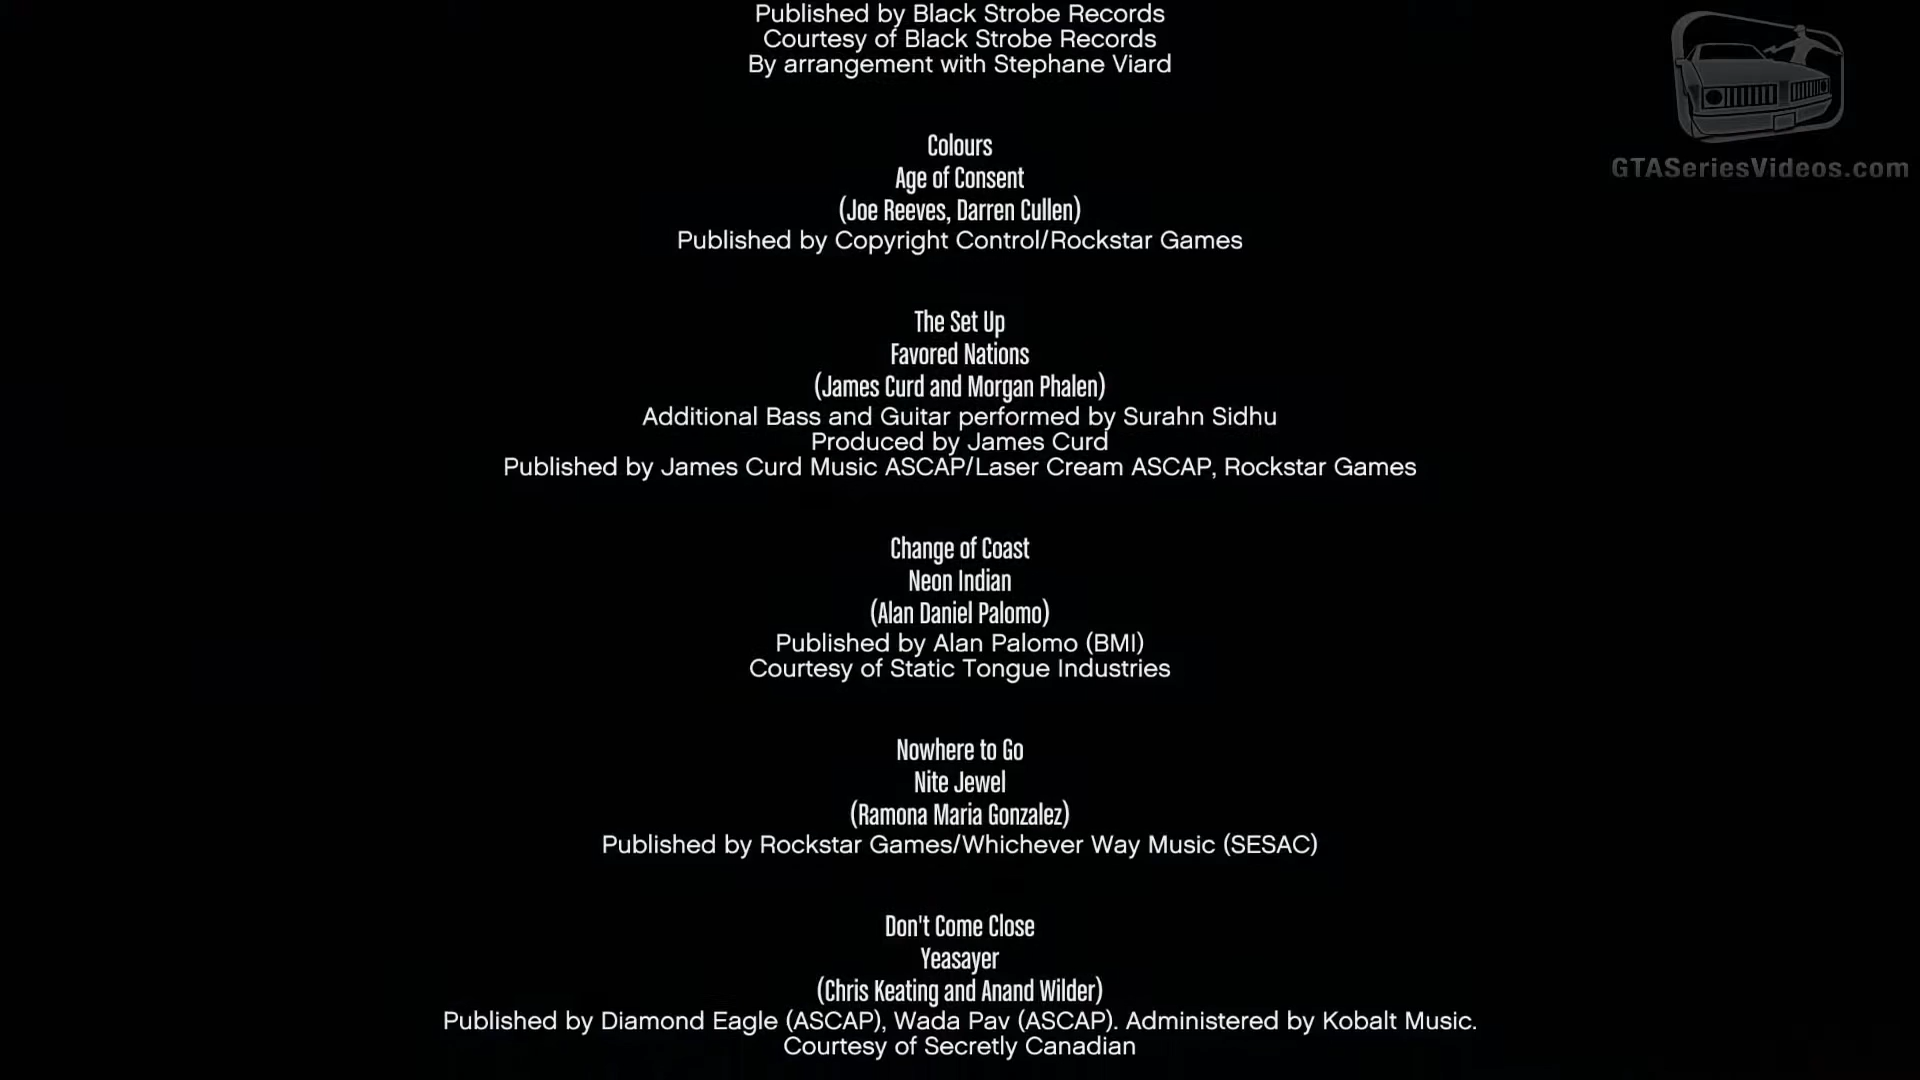 Published by Black Strobe Records
Courtesy of Black Strobe Records
By arrangement with Stephane Viard
GTASeriesVideos.com
Colours
Age of Consent
(Joe Reeves, Darren Cullen)
Published by Copyright Control/Rockstar Games
The Set Up
Favored Nations
(James Curd and Morgan Phalen)
Additional Bass and Guitar performed by Surahn Sidhu
Produced by James Curd
Published by James Curd Music ASCAP/Laser Cream ASCAP, Rockstar Games
Change of Coast
Neon Indian
(Alan Daniel Palomo)
Published by Alan Palomo (BMI)
Courtesy of Static Tongue Industries
Nowhere to Go
Nite Jewel
(Ramona Maria Gonzalez)
Published by Rockstar Games/Whichever Way Music (SESAC)
Don't Come Close
Yeasayer
(Chris Keating and Anand Wilder)
Published by Diamond Eagle (ASCAP), Wada Pav (ASCAP). Administered by Kobalt Music.
Courtesy of Secretly Canadian